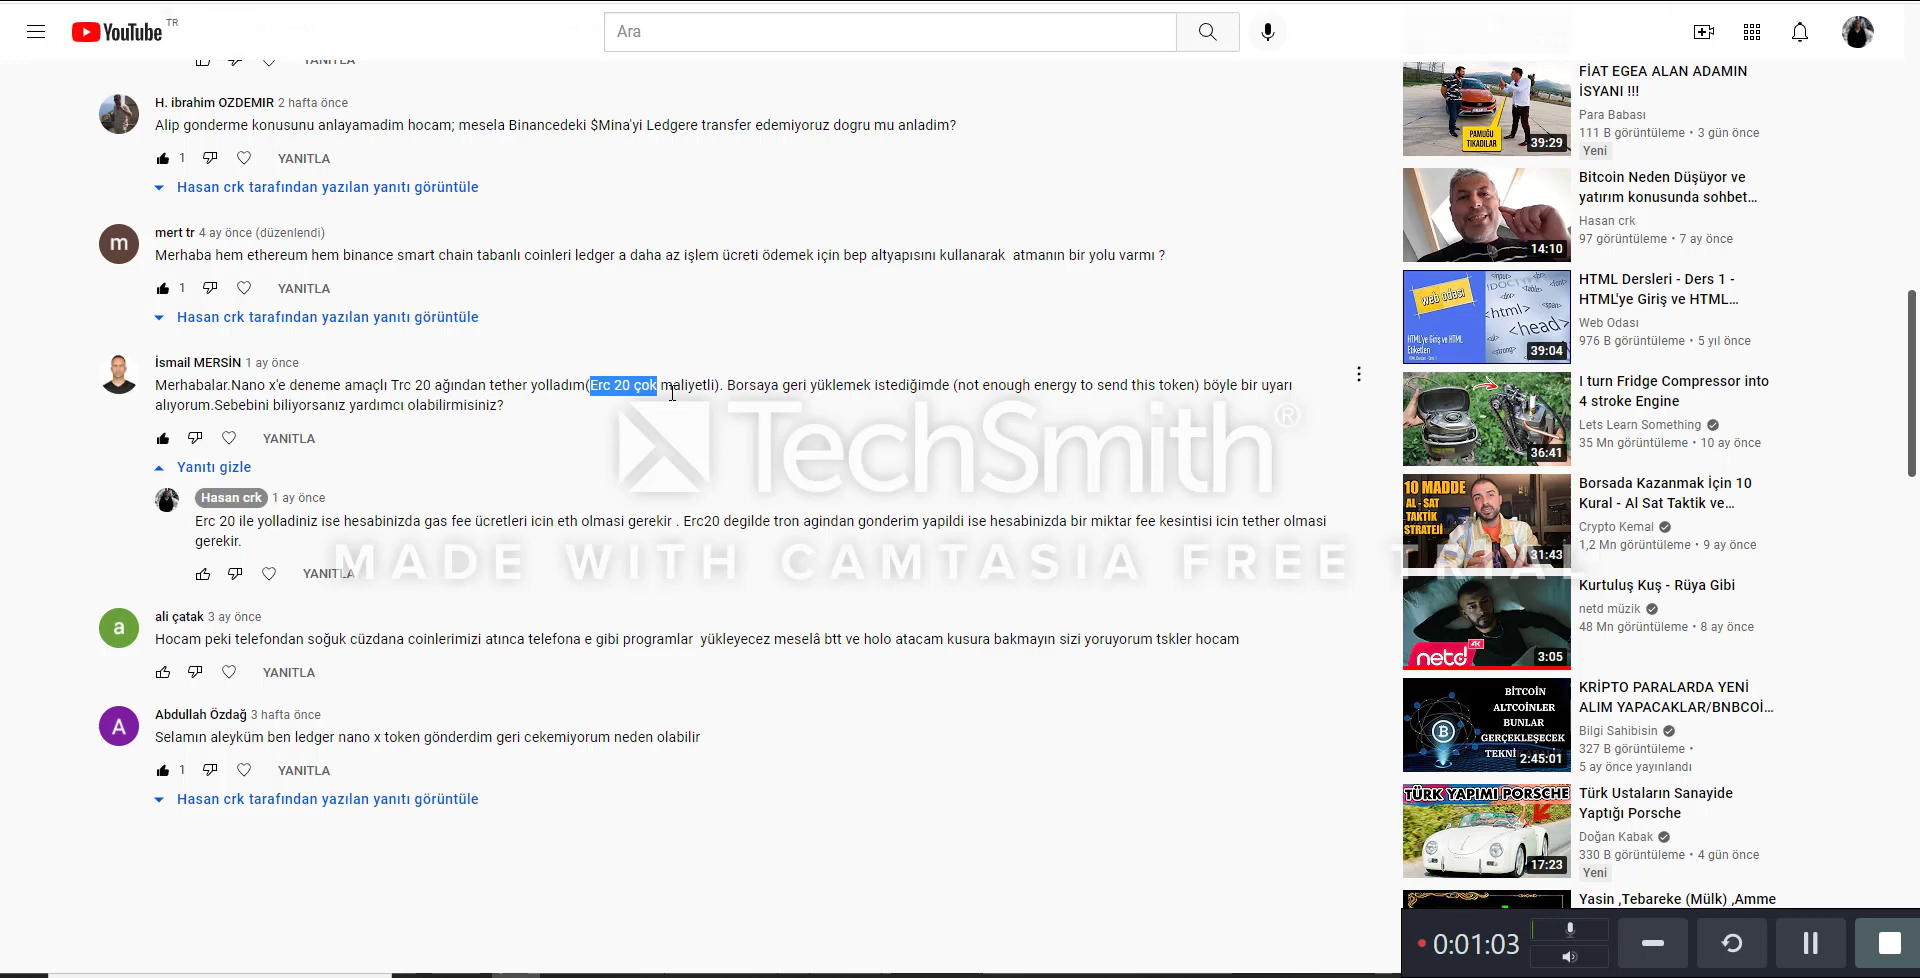 YouTube TR
Ara
YANITLA
H. ibrahim OZDEMIR 2 hafta önce
Alip gonderme konusunu anlayamadim hocam; mesela Binancedeki $Mina'yi Ledgere transfer edemiyoruz dogru mu anladim?
1 YANITLA
Hasan crk tarafından yazılan yanıtı görüntüle
m
mert tr 4 ay önce (düzenlendi)
Merhaba hem ethereum hem binance smart chain tabanlı coinleri ledger a daha az işlem ücreti ödemek için bep altyapısını kullanarak atmanın bir yolu varmı ?
1 YANITLA
Hasan crk tarafından yazılan yanıtı görüntüle
İsmail MERSİN 1 ay önce
Merhabalar.Nano x'e deneme amaçlı Trc 20 ağından tether yolladım(Erc 20 çok maliyetli). Borsaya geri yüklemek istediğimde (not enough energy to send this token) böyle bir uyarı
alıyorum.Sebebini biliyorsanız yardımcı olabilirmisiniz?
YANITLA
Yanıtı gizle
Hasan crk 1 ay önce
Erc 20 ile yolladiniz ise hesabinizda gas fee ücretleri icin eth olmasi gerekir . Erc20 degilde tron agindan gonderim yapildi ise hesabinizda bir miktar fee kesintisi icin tether olmasi
gerekir.
YANITLA
a
ali çatak 3 ay önce
Hocam peki telefondan soğuk cüzdana coinlerimizi atınca telefona e gibi programlar yükleyecez meselâ btt ve holo atacam kusura bakmayın sizi yoruyorum tskler hocam
YANITLA
A
Abdullah Özdağ 3 hafta önce
Selamın aleyküm ben ledger nano x token gönderdim geri cekemiyorum neden olabilir
1 YANITLA
Hasan crk tarafından yazılan yanıtı görüntüle
TechSmith®
MADE WITH CAMTASIA FREE TRIAL
PAMUĞU
TIKADILAR
39:29
FİAT EGEA ALAN ADAMIN
İSYANI !!!
Para Babası
111 B görüntüleme • 3 gün önce
Yeni
14:10
Bitcoin Neden Düşüyor ve
yatırım konusunda sohbet...
Hasan crk
97 görüntüleme • 7 ay önce
web odası
<html>
<head>
HTML'ye Giriş ve HTML
Etiketleri
39:04
HTML Dersleri - Ders 1 -
HTML'ye Giriş ve HTML...
Web Odası
976 B görüntüleme • 5 yıl önce
36:41
I turn Fridge Compressor into
4 stroke Engine
Lets Learn Something
35 Mn görüntüleme • 10 ay önce
10 MADDE
AL - SAT
TAKTİK
STRATEJİ
31:43
Borsada Kazanmak İçin 10
Kural - Al Sat Taktik ve...
Crypto Kemal
1,2 Mn görüntüleme • 9 ay önce
netd 4K
3:05
Kurtuluş Kuş - Rüya Gibi
netd müzik
48 Mn görüntüleme • 8 ay önce
BİTCOİN
ALTCOİNLER
BUNLAR
GERÇEKLEŞECEK
TEKNİ
2:45:01
KRİPTO PARALARDA YENİ
ALIM YAPACAKLAR/BNBCOİ...
Bilgi Sahibisin
327 B görüntüleme •
5 ay önce yayınlandı
TÜRK YAPIMI PORSCHE
17:23
Türk Ustaların Sanayide
Yaptığı Porsche
Doğan Kabak
330 B görüntüleme • 4 gün önce
Yeni
Yasin ,Tebareke (Mülk) ,Amme
0:01:03